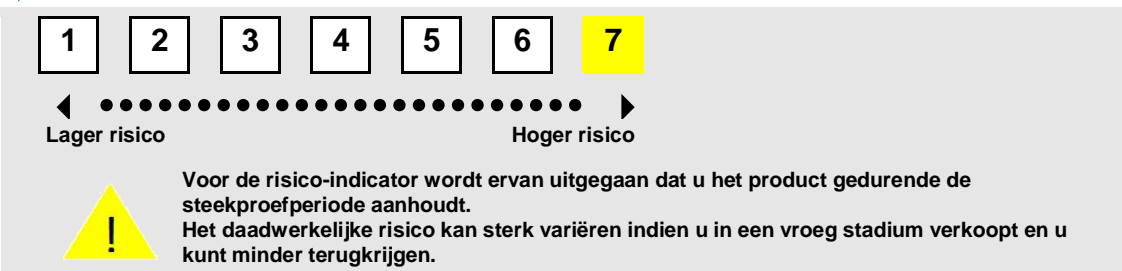 1 2 3 4 5 6 7
Lager risico Hoger risico
!
Voor de risico-indicator wordt ervan uitgegaan dat u het product gedurende de
steekproefperiode aanhoudt.
Het daadwerkelijke risico kan sterk variëren indien u in een vroeg stadium verkoopt en u
kunt minder terugkrijgen.